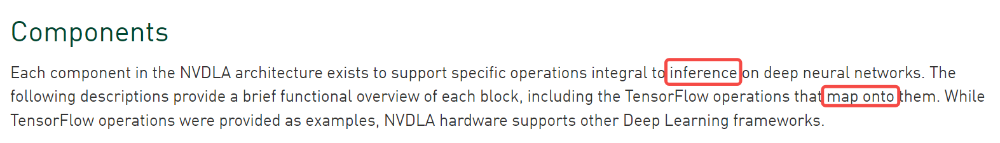 Components
Each component in the NVDLA architecture exists to support specific operations integral to inference on deep neural networks. The
following descriptions provide a brief functional overview of each block, including the TensorFlow operations that map onto them. While
TensorFlow operations were provided as examples, NVDLA hardware supports other Deep Learning frameworks.